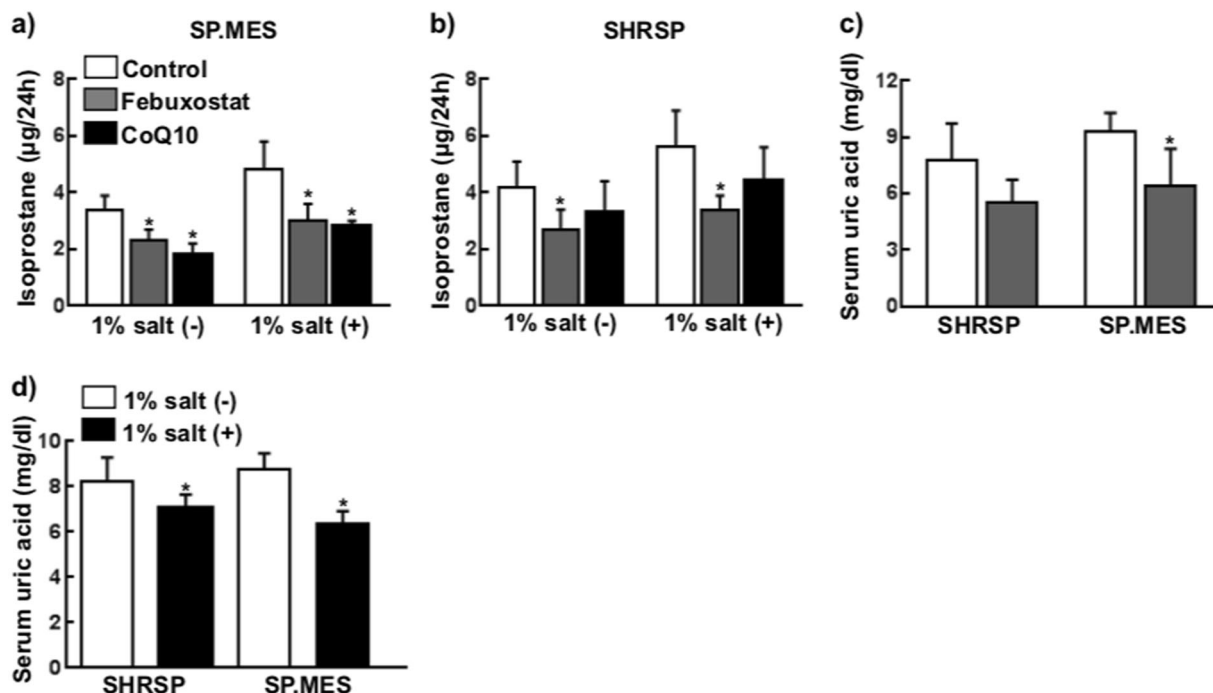 a)
SP.MES
Control
Febuxostat
CoQ10
Isoprostane (µg/24h)
8
6
4
2
0
*
*
*
*
1% salt (-)
1% salt (+)
b)
SHRSP
Isoprostane (µg/24h)
8
6
4
2
0
*
*
1% salt (-)
1% salt (+)
c)
Serum uric acid (mg/dl)
12
9
6
3
0
*
SHRSP
SP.MES
d)
1% salt (-)
1% salt (+)
Serum uric acid (mg/dl)
10
8
6
4
2
0
*
*
SHRSP
SP.MES